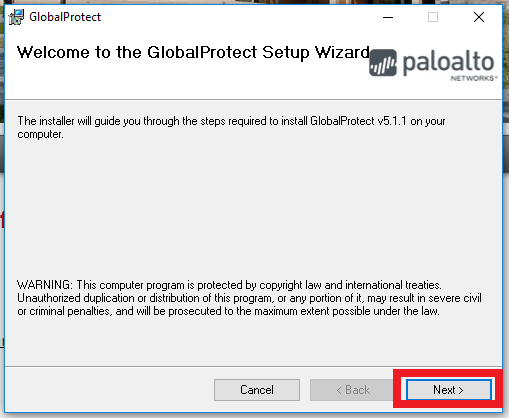 GlobalProtect
Welcome to the GlobalProtect Setup Wizard
paloalto
NETWORKS®
The installer will guide you through the steps required to install GlobalProtect v5.1.1 on your
computer.
WARNING: This computer program is protected by copyright law and international treaties.
Unauthorized duplication or distribution of this program, or any portion of it, may result in severe civil
or criminal penalties, and will be prosecuted to the maximum extent possible under the law.
Cancel
< Back
Next >